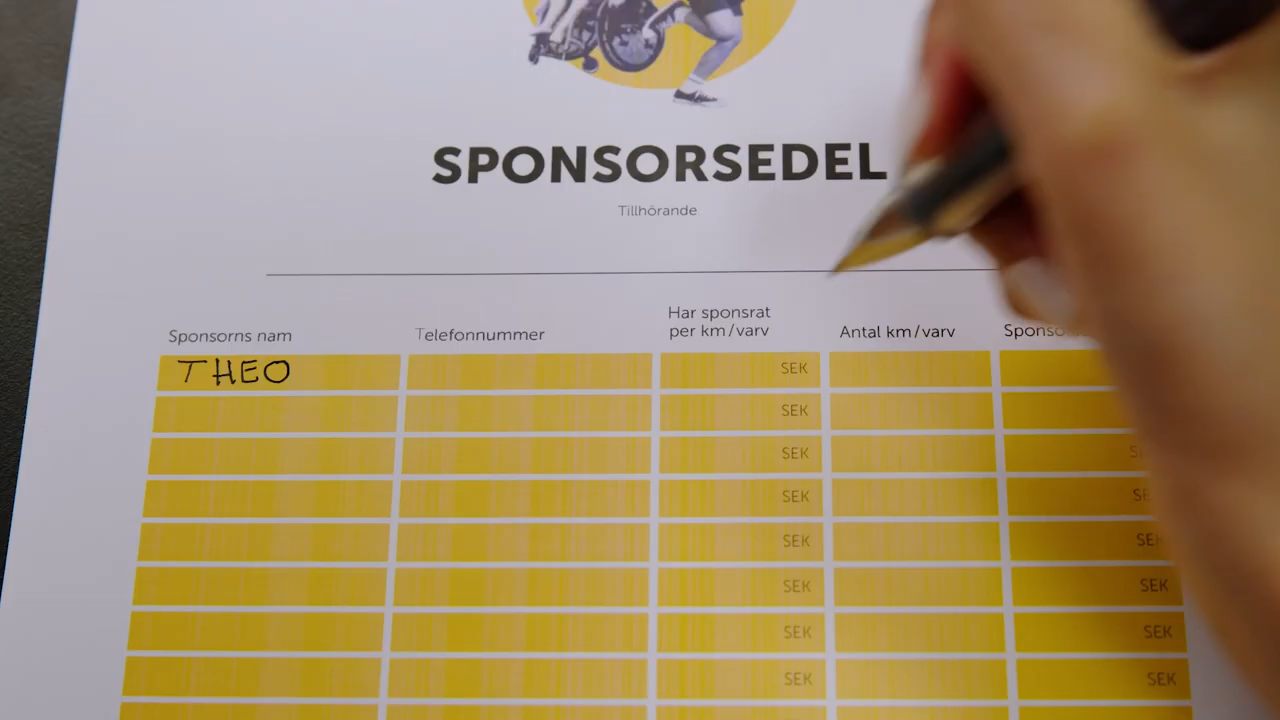 SPONSORSEDEL
Tillhörande
Sponsorns nam Telefonnummer Har sponsrat per km/varv Antal km/varv
THEO SEK
SEK
SEK
SEK
SEK
SEK SEK
SEK SEK
SEK SEK